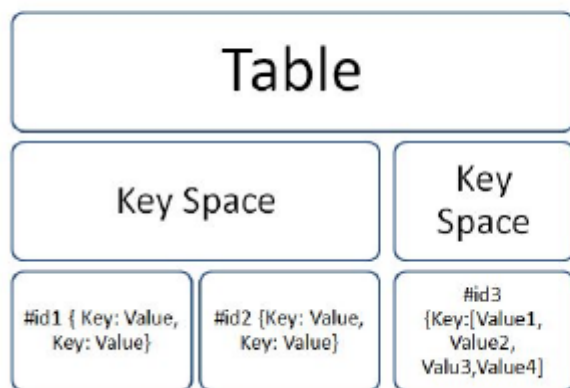 Table
Key Space
Key
Space
#id1 { Key: Value,
Key: Value}
#id2 {Key: Value,
Key: Value}
#id3
{Key:[Value1,
Value2,
Valu3,Value4]